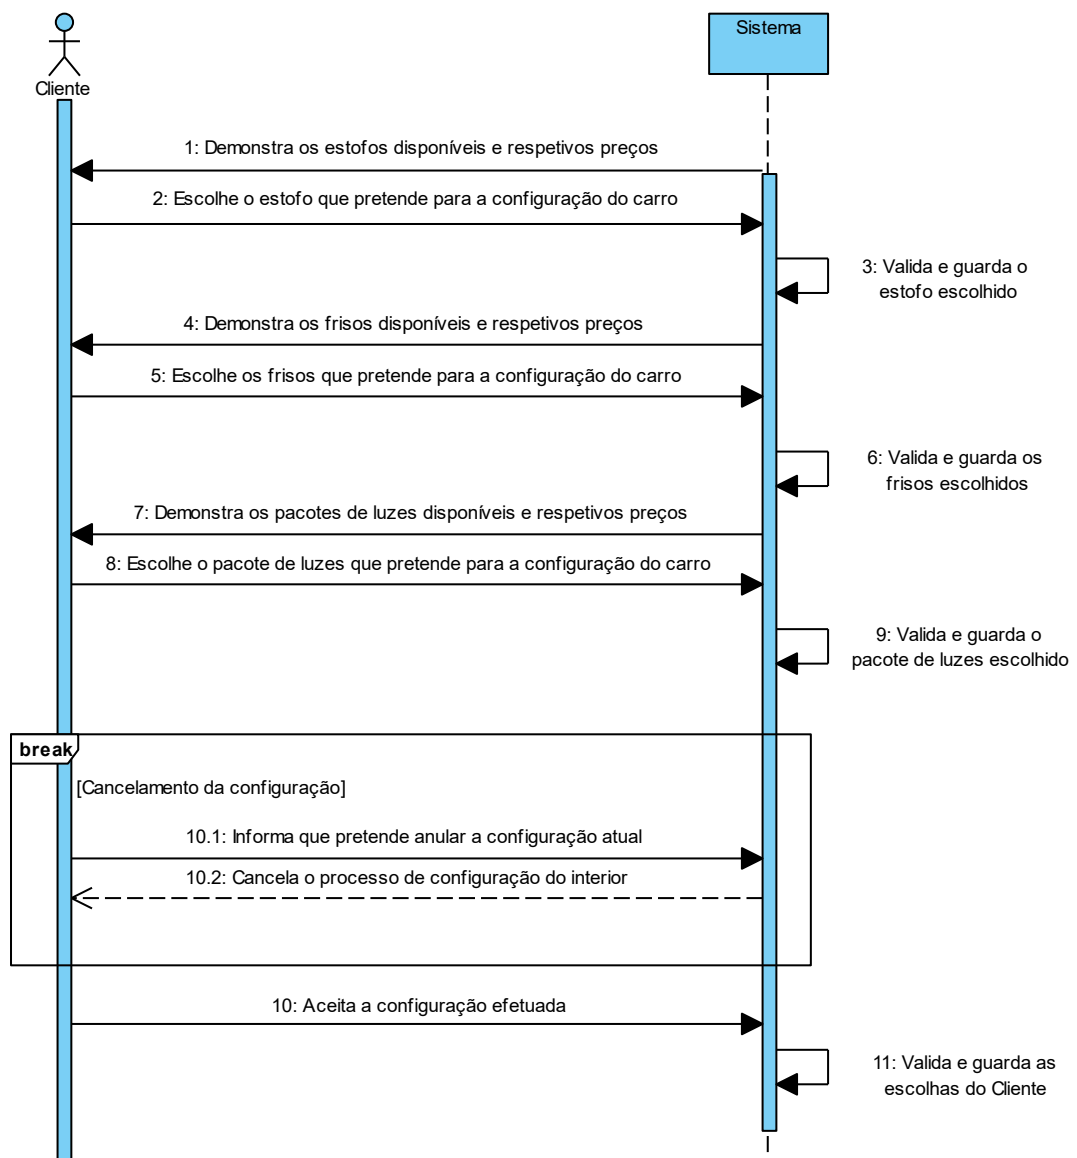 Cliente
Sistema
1: Demonstra os estofos disponíveis e respetivos preços
2: Escolhe o estofo que pretende para a configuração do carro
3: Valida e guarda o
estofo escolhido
4: Demonstra os frisos disponíveis e respetivos preços
5: Escolhe os frisos que pretende para a configuração do carro
6: Valida e guarda os
frisos escolhidos
7: Demonstra os pacotes de luzes disponíveis e respetivos preços
8: Escolhe o pacote de luzes que pretende para a configuração do carro
9: Valida e guarda o
pacote de luzes escolhido
break
[Cancelamento da configuração]
10.1: Informa que pretende anular a configuração atual
10.2: Cancela o processo de configuração do interior
10: Aceita a configuração efetuada
11: Valida e guarda as
escolhas do Cliente